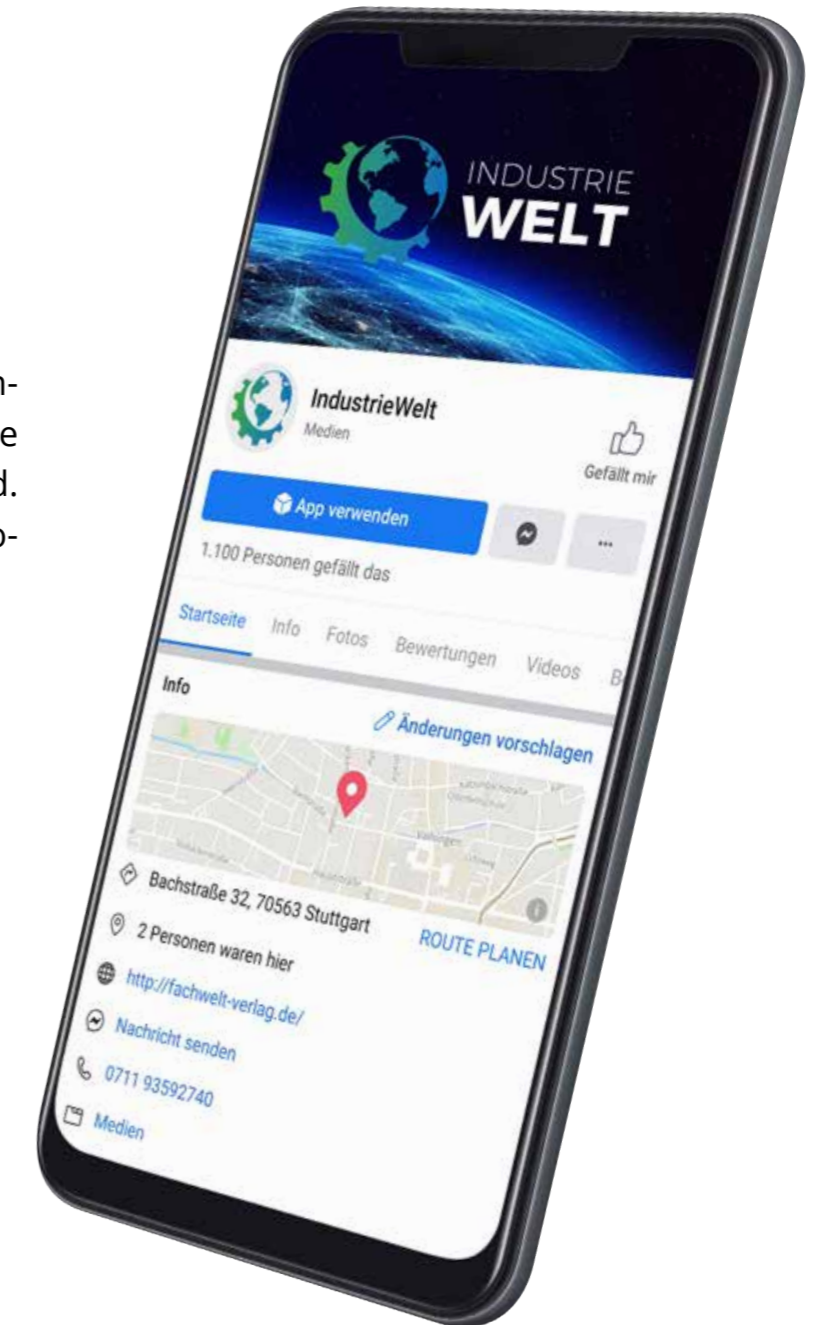 n-
e
d.
o-
INDUSTRIE
WELT
IndustrieWelt
Medien
Gefällt mir
App verwenden
...
1.100 Personen gefällt das
Startseite Info Fotos Bewertungen Videos
Info
Änderungen vorschlagen
Bachstraße 32, 70563 Stuttgart
ROUTE PLANEN
2 Personen waren hier
http://fachwelt-verlag.de/
Nachricht senden
0711 93592740
Medien